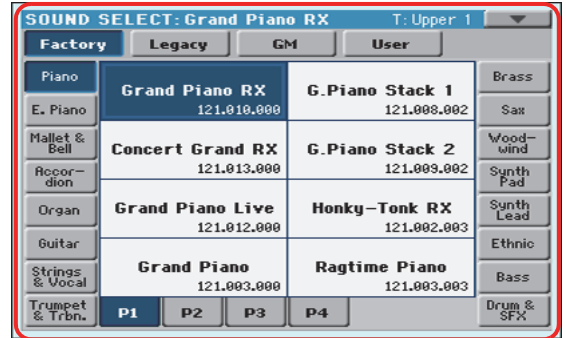 SOUND SELECT: Grand Piano RX T: Upper 1
Factory Legacy GM User
Piano
E. Piano
Mallet &
Bell
Accor-
dion
Organ
Guitar
Strings
& Vocal
Trumpet
& Trbn.
Grand Piano RX
121.010.000
G.Piano Stack 1
121.008.002
Concert Grand RX
121.013.000
G.Piano Stack 2
121.009.002
Grand Piano Live
121.012.000
Honky-Tonk RX
121.002.003
Grand Piano
121.003.000
Ragtime Piano
121.003.003
P1 P2 P3 P4
Brass
Sax
Wood-
wind
Synth
Pad
Synth
Lead
Ethnic
Bass
Drum &
SFX